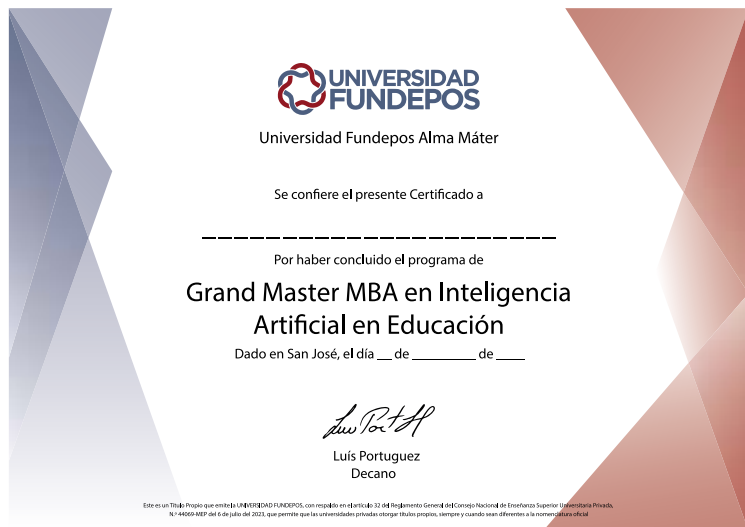 UNIVERSIDAD
FUNDEPOS
Universidad Fundepos Alma Máter
Se confiere el presente Certificado a
Por haber concluido el programa de
Grand Master MBA en Inteligencia
Artificial en Educación
Dado en San José, el día __ de ________ de ____
Luís Portuguez
Decano
Este es un Título Propio que emite la UNIVERSIDAD FUNDEPOS, con respaldo en el artículo 32 del Reglamento General del Consejo Nacional de Enseñanza Superior Universitaria Privada,
N.º 44069-MEP del 6 de julio del 2023, que permite que las universidades privadas otorgar títulos propios, siempre y cuando sean diferentes a la nomenclatura oficial